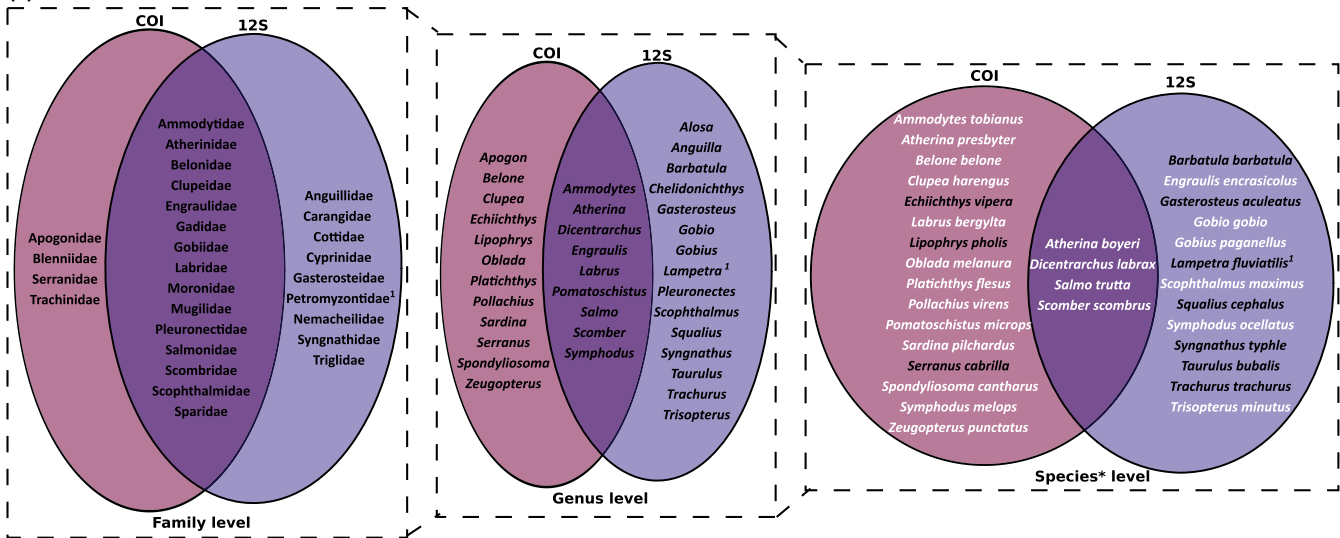 COI
12S
Apogonidae
Blenniidae
Serranidae
Trachinidae
Ammodytidae
Atherinidae
Belonidae
Clupeidae
Engraulidae
Gadidae
Gobiidae
Labridae
Moronidae
Mugilidae
Pleuronectidae
Salmonidae
Scombridae
Scophthalmidae
Sparidae
Anguillidae
Carangidae
Cottidae
Cyprinidae
Gasterosteidae
Petromyzontidae¹
Nemacheilidae
Syngnathidae
Triglidae
Family level
COI
12S
Apogon
Belone
Clupea
Echiichthys
Lipophrys
Oblada
Platichthys
Pollachius
Sardina
Serranus
Spondyliosoma
Zeugopterus
Ammodytes
Atherina
Dicentrarchus
Engraulis
Labrus
Pomatoschistus
Salmo
Scomber
Symphodus
Alosa
Anguilla
Barbatula
Chelidonichthys
Gasterosteus
Gobio
Gobius
Lampetra¹
Pleuronectes
Scophthalmus
Squalius
Syngnathus
Taurulus
Trachurus
Trisopterus
Genus level
COI
12S
Ammodytes tobianus
Atherina presbyter
Belone belone
Clupea harengus
Echiichthys vipera
Labrus bergylta
Lipophrys pholis
Oblada melanura
Platichthys flesus
Pollachius virens
Pomatoschistus microps
Sardina pilchardus
Serranus cabrilla
Spondyliosoma cantharus
Symphodus melops
Zeugopterus punctatus
Atherina boyeri
Dicentrarchus labrax
Salmo trutta
Scomber scombrus
Barbatula barbatula
Engraulis encrasicolus
Gasterosteus aculeatus
Gobio gobio
Gobius paganellus
Lampetra fluviatilis¹
Scophthalmus maximus
Squalius cephalus
Symphodus ocellatus
Syngnathus typhle
Taurulus bubalis
Trachurus trachurus
Trisopterus minutus
Species* level